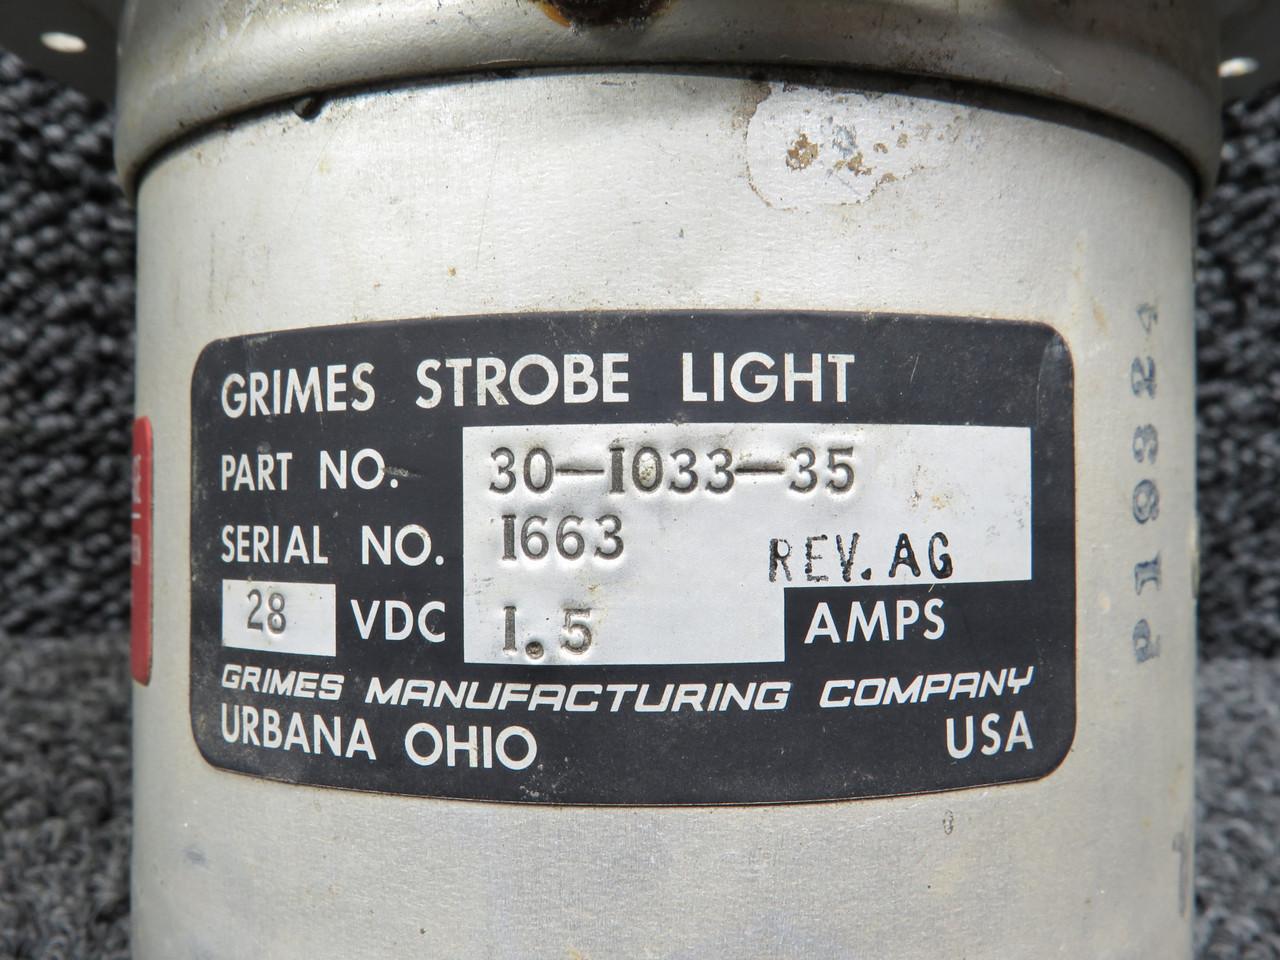 GRIMES STROBE LIGHT
PART NO. 30-1033-35
SERIAL NO. 1663 REV. AG
28 VDC 1.5 AMPS
GRIMES MANUFACTURING COMPANY
URBANA OHIO USA
P19324